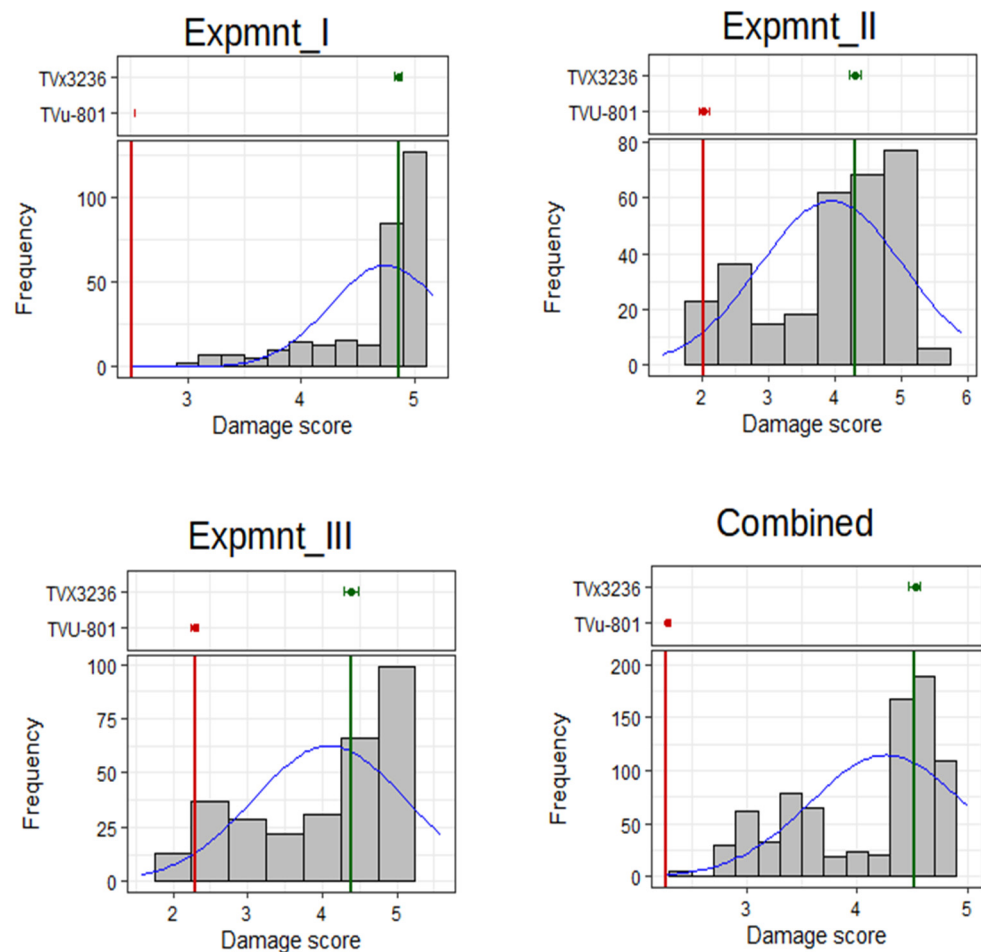 Expmnt_I
TVx3236
TVu-801
Frequency
100
50
0
3 4 5
Damage score
Expmnt_II
TVX3236
TVU-801
Frequency
80
60
40
20
0
2 3 4 5 6
Damage score
Expmnt_III
TVX3236
TVU-801
Frequency
100
75
50
25
0
2 3 4 5
Damage score
Combined
TVx3236
TVu-801
Frequency
200
150
100
50
0
3 4 5
Damage score